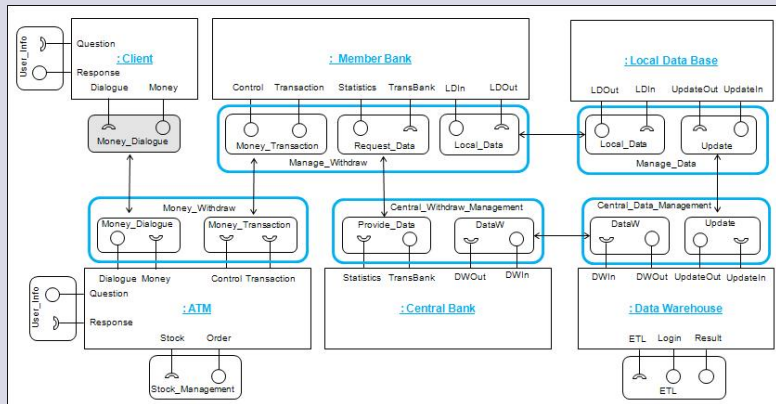 User_Info
Question
Response
: Client
Dialogue Money
Money_Dialogue
: Member Bank
Control Transaction Statistics TransBank LDIn LDOut
Money_Transaction Request_Data Local_Data
Manage_Withdraw
: Local Data Base
LDOut LDIn UpdateOut UpdateIn
Local_Data Update
Manage_Data
Money_Withdraw
Money_Dialogue Money_Transaction
Dialogue Money Control Transaction
Central_Withdraw_Management
Provide_Data DataW
Statistics TransBank DWOut DWIn
Central_Data_Management
DataW Update
DWIn DWOut UpdateOut UpdateIn
User_Info
Question
Response
: ATM
Stock Order
Stock_Management
: Central Bank
: Data Warehouse
ETL Login Result
ETL